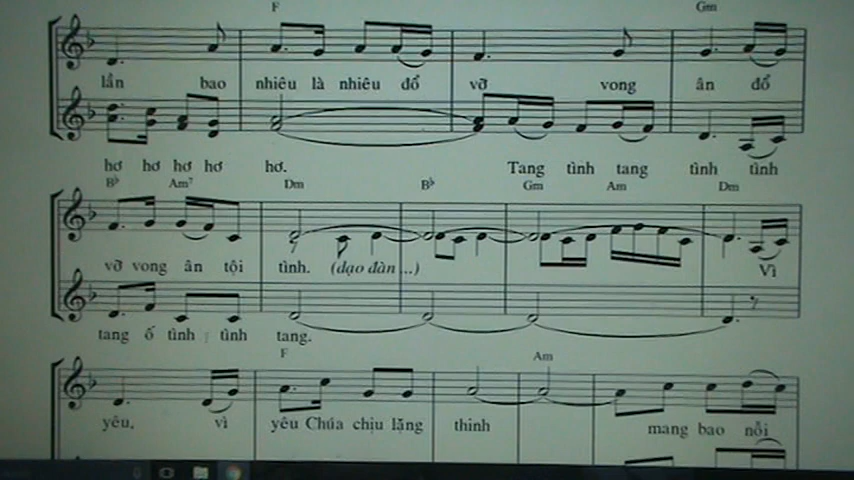 F Gm
lần bao nhiêu là nhiêu đổ vỡ vong ân đổ
hơ hơ hơ hơ hơ. Tang tình tang tình tình
Bb Am7 Dm Bb Gm Am Dm
vỡ vong ân tội tình. (dạo đàn ...) Vì
tang ố tình tình tang.
F Am
yêu, vì yêu Chúa chịu lặng thinh mang bao nỗi